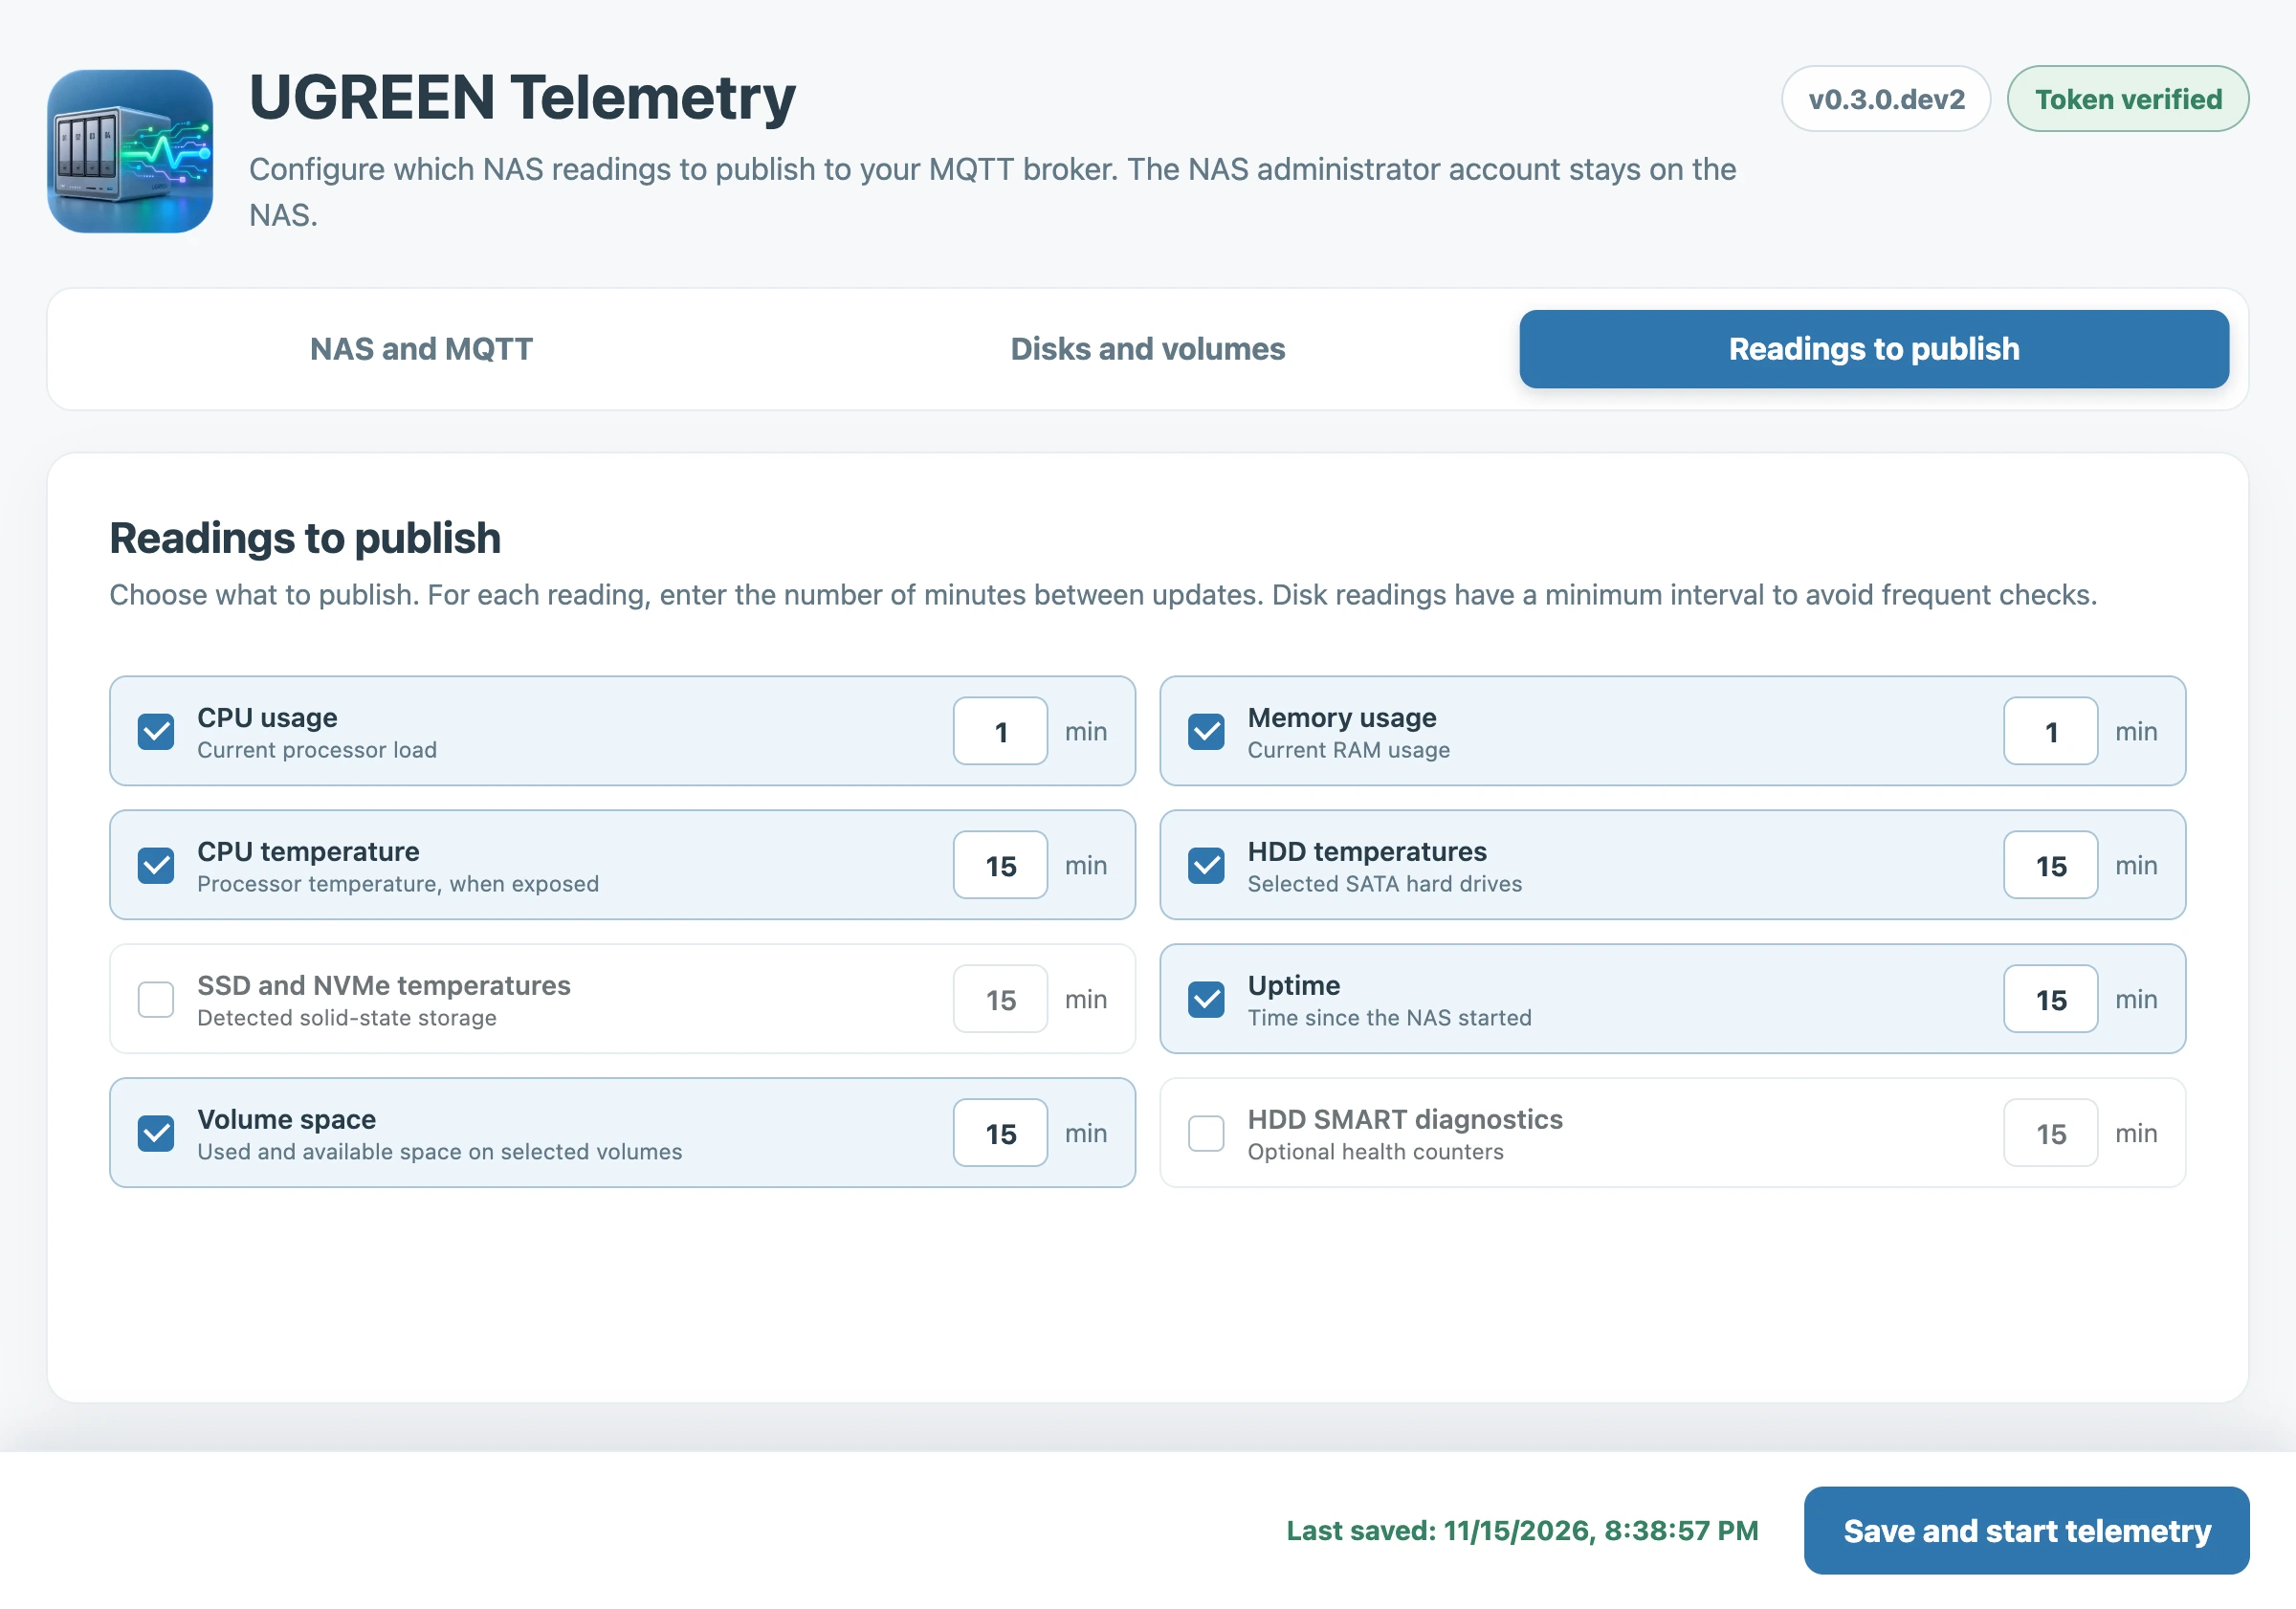 UGREEN Telemetry
v0.3.0.dev2
Token verified
Configure which NAS readings to publish to your MQTT broker. The NAS administrator account stays on the
NAS.
NAS and MQTT
Disks and volumes
Readings to publish
Readings to publish
Choose what to publish. For each reading, enter the number of minutes between updates. Disk readings have a minimum interval to avoid frequent checks.
CPU usage
Current processor load
1 min
Memory usage
Current RAM usage
1 min
CPU temperature
Processor temperature, when exposed
15 min
HDD temperatures
Selected SATA hard drives
15 min
SSD and NVMe temperatures
Detected solid-state storage
15 min
Uptime
Time since the NAS started
15 min
Volume space
Used and available space on selected volumes
15 min
HDD SMART diagnostics
Optional health counters
15 min
Last saved: 11/15/2026, 8:38:57 PM
Save and start telemetry